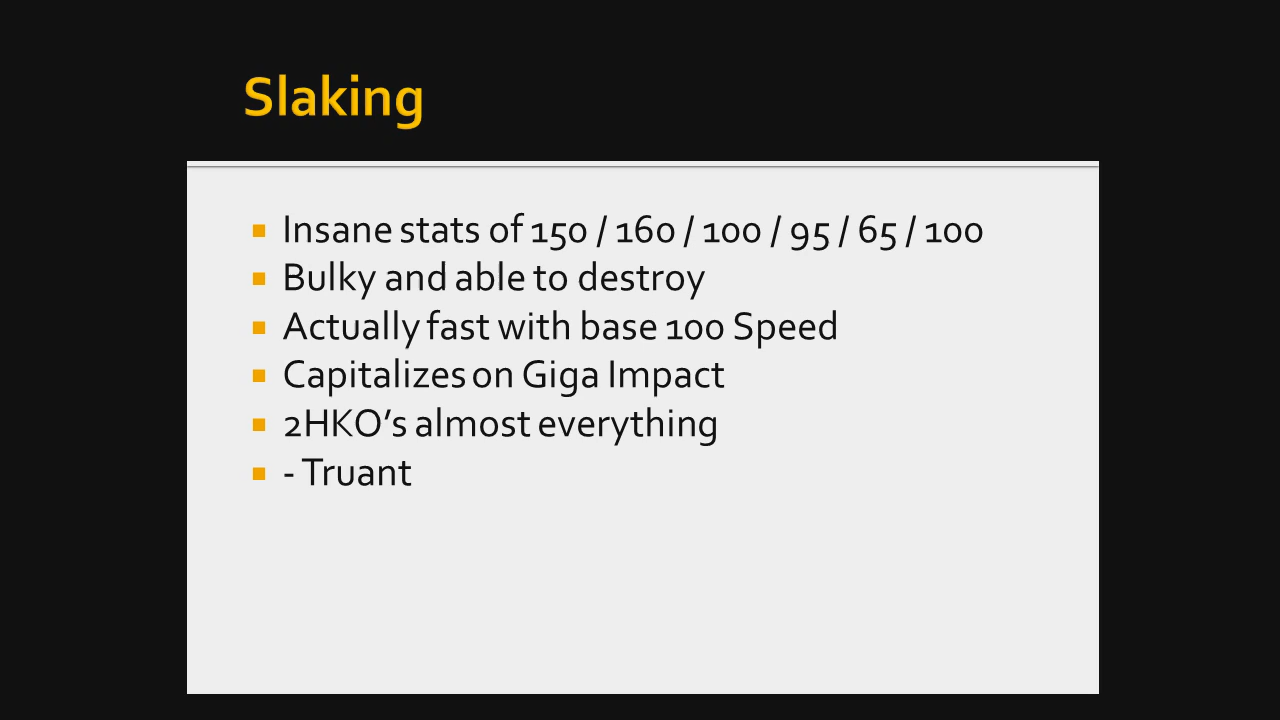 Slaking
Insane stats of 150 / 160 / 100 / 95 / 65 / 100
Bulky and able to destroy
Actually fast with base 100 Speed
Capitalizes on Giga Impact
2HKO’s almost everything
- Truant